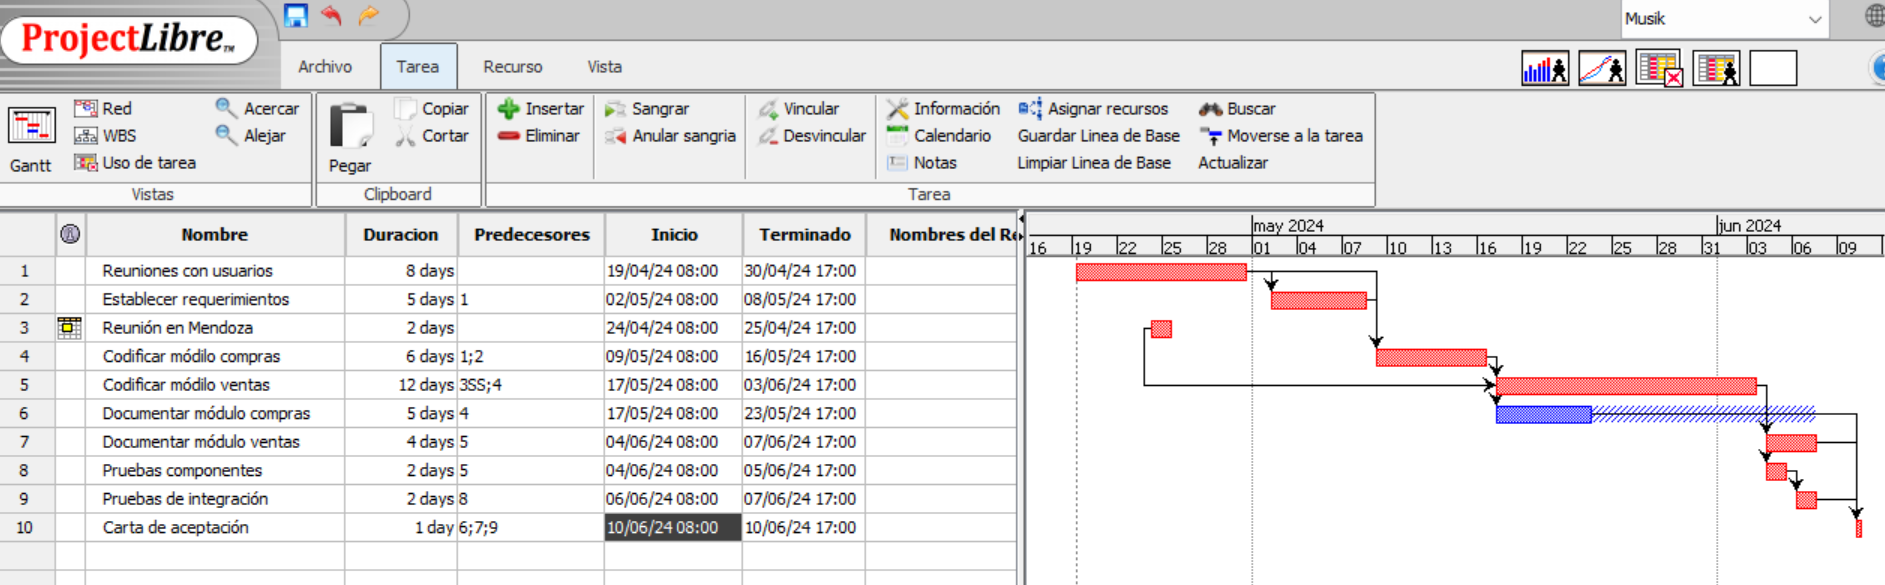 Musik
ProjectLibre™
Archivo Tarea Recurso Vista
Red Acercar Copiar Insertar Sangrar Vincular Información Asignar recursos Buscar
WBS Alejar Cortar Eliminar Anular sangria Desvincular Calendario Guardar Linea de Base Moverse a la tarea
Gantt Uso de tarea Pegar Notas Limpiar Linea de Base Actualizar
Vistas Clipboard Tarea
may 2024 jun 2024
Nombre Duracion Predecesores Inicio Terminado Nombres del Re
16 19 22 25 28 01 04 07 10 13 16 19 22 25 28 31 03 06 09
1 Reuniones con usuarios 8 days 19/04/24 08:00 30/04/24 17:00
2 Establecer requerimientos 5 days 1 02/05/24 08:00 08/05/24 17:00
3 Reunión en Mendoza 2 days 24/04/24 08:00 25/04/24 17:00
4 Codificar módilo compras 6 days 1;2 09/05/24 08:00 16/05/24 17:00
5 Codificar módilo ventas 12 days 3SS;4 17/05/24 08:00 03/06/24 17:00
6 Documentar módulo compras 5 days 4 17/05/24 08:00 23/05/24 17:00
7 Documentar módulo ventas 4 days 5 04/06/24 08:00 07/06/24 17:00
8 Pruebas componentes 2 days 5 04/06/24 08:00 05/06/24 17:00
9 Pruebas de integración 2 days 8 06/06/24 08:00 07/06/24 17:00
10 Carta de aceptación 1 day 6;7;9 10/06/24 08:00 10/06/24 17:00